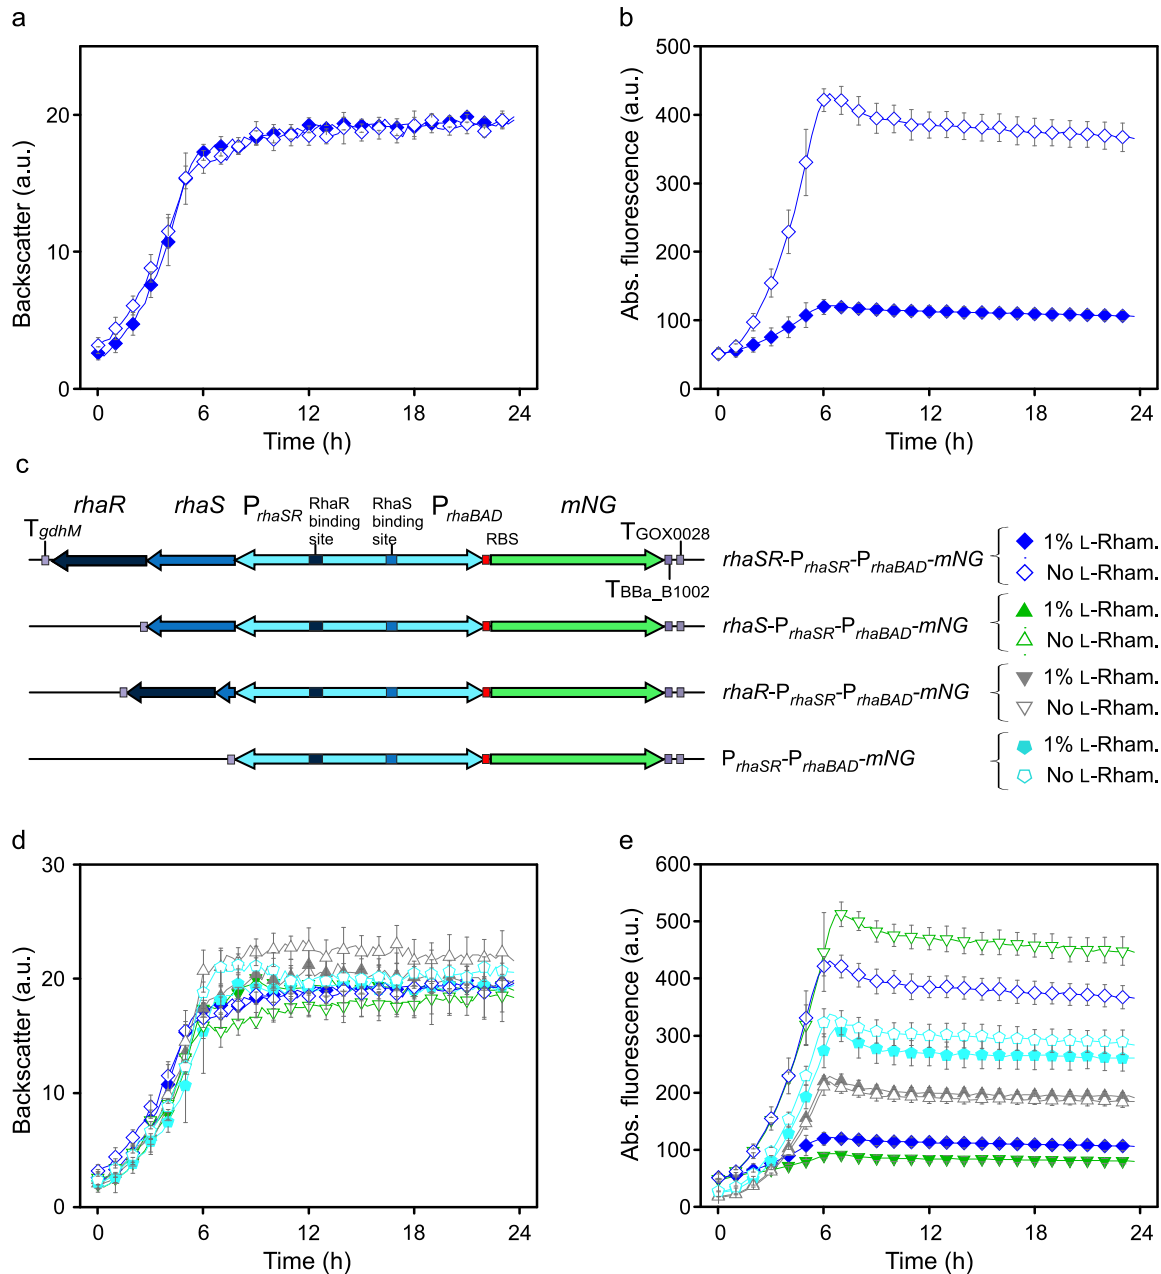 a
Backscatter (a.u.)
20
10
0
0 6 12 18 24
Time (h)
b
Abs. fluorescence (a.u.)
500
400
300
200
100
0
0 6 12 18 24
Time (h)
c
rhaR rhaS PrhaSR RhaR binding site RhaS binding site PrhaBAD mNG
TgdhM RBS TGOX0028
TBBa_B1002
rhaSR-PrhaSR-PrhaBAD-mNG
1% L-Rham.
No L-Rham.
rhaS-PrhaSR-PrhaBAD-mNG
1% L-Rham.
No L-Rham.
rhaR-PrhaSR-PrhaBAD-mNG
1% L-Rham.
No L-Rham.
PrhaSR-PrhaBAD-mNG
1% L-Rham.
No L-Rham.
d
Backscatter (a.u.)
30
20
10
0
0 6 12 18 24
Time (h)
e
Abs. fluorescence (a.u.)
600
500
400
300
200
100
0
0 6 12 18 24
Time (h)